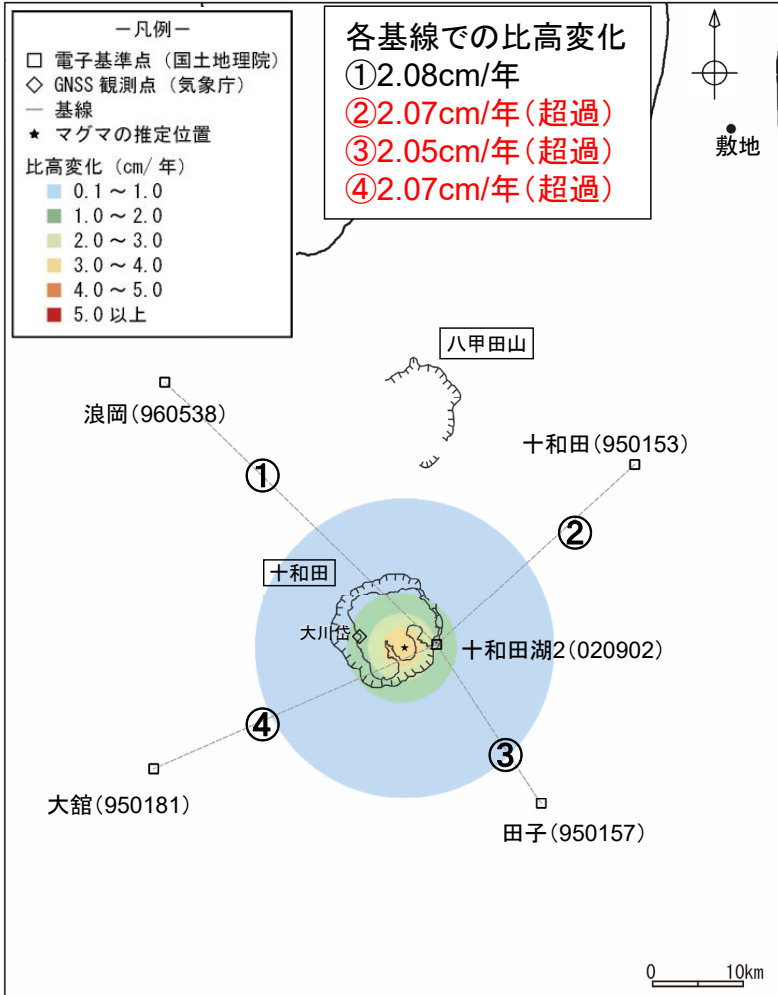 －凡例－
電子基準点（国土地理院）
GNSS 観測点（気象庁）
基線
マグマの推定位置
比高変化（cm/年）
0.1～1.0
1.0～2.0
2.0～3.0
3.0～4.0
4.0～5.0
5.0以上
各基線での比高変化
①2.08cm/年
②2.07cm/年（超過）
③2.05cm/年（超過）
④2.07cm/年（超過）
敷地
八甲田山
浪岡（960538）
十和田（950153）
①
②
十和田
大川岱
十和田湖2（020902）
④
③
大舘（950181）
田子（950157）
0 10km